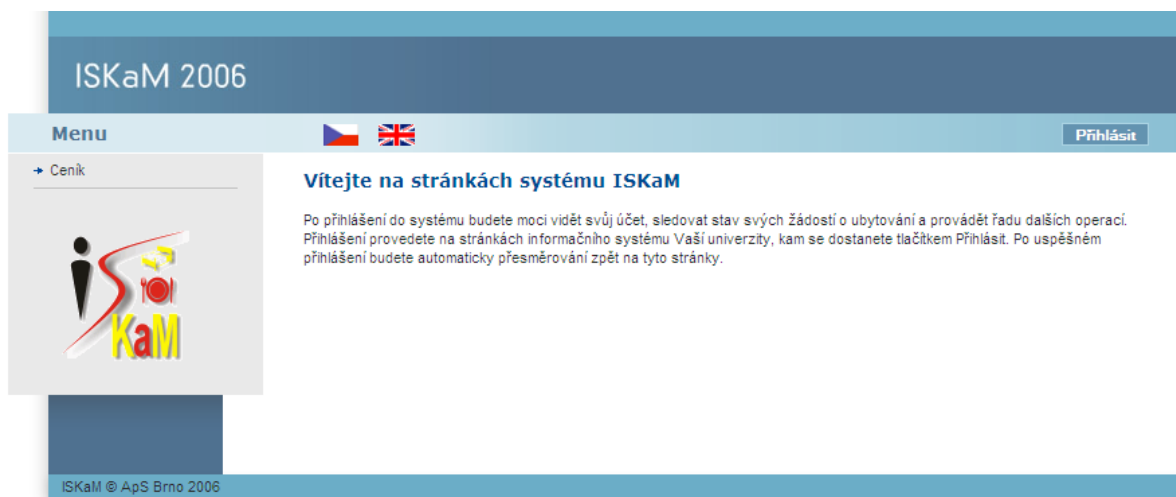 ISKaM 2006
Menu
Přihlásit
Ceník
Vítejte na stránkách systému ISKaM
Po přihlášení do systému budete moci vidět svůj účet, sledovat stav svých žádostí o ubytování a provádět řadu dalších operací.
Přihlášení provedete na stránkách informačního systému Vaší univerzity, kam se dostanete tlačítkem Přihlásit. Po uspěšném
přihlášení budete automaticky přesměrování zpět na tyto stránky.
iS
KaM
ISKaM © ApS Brno 2006